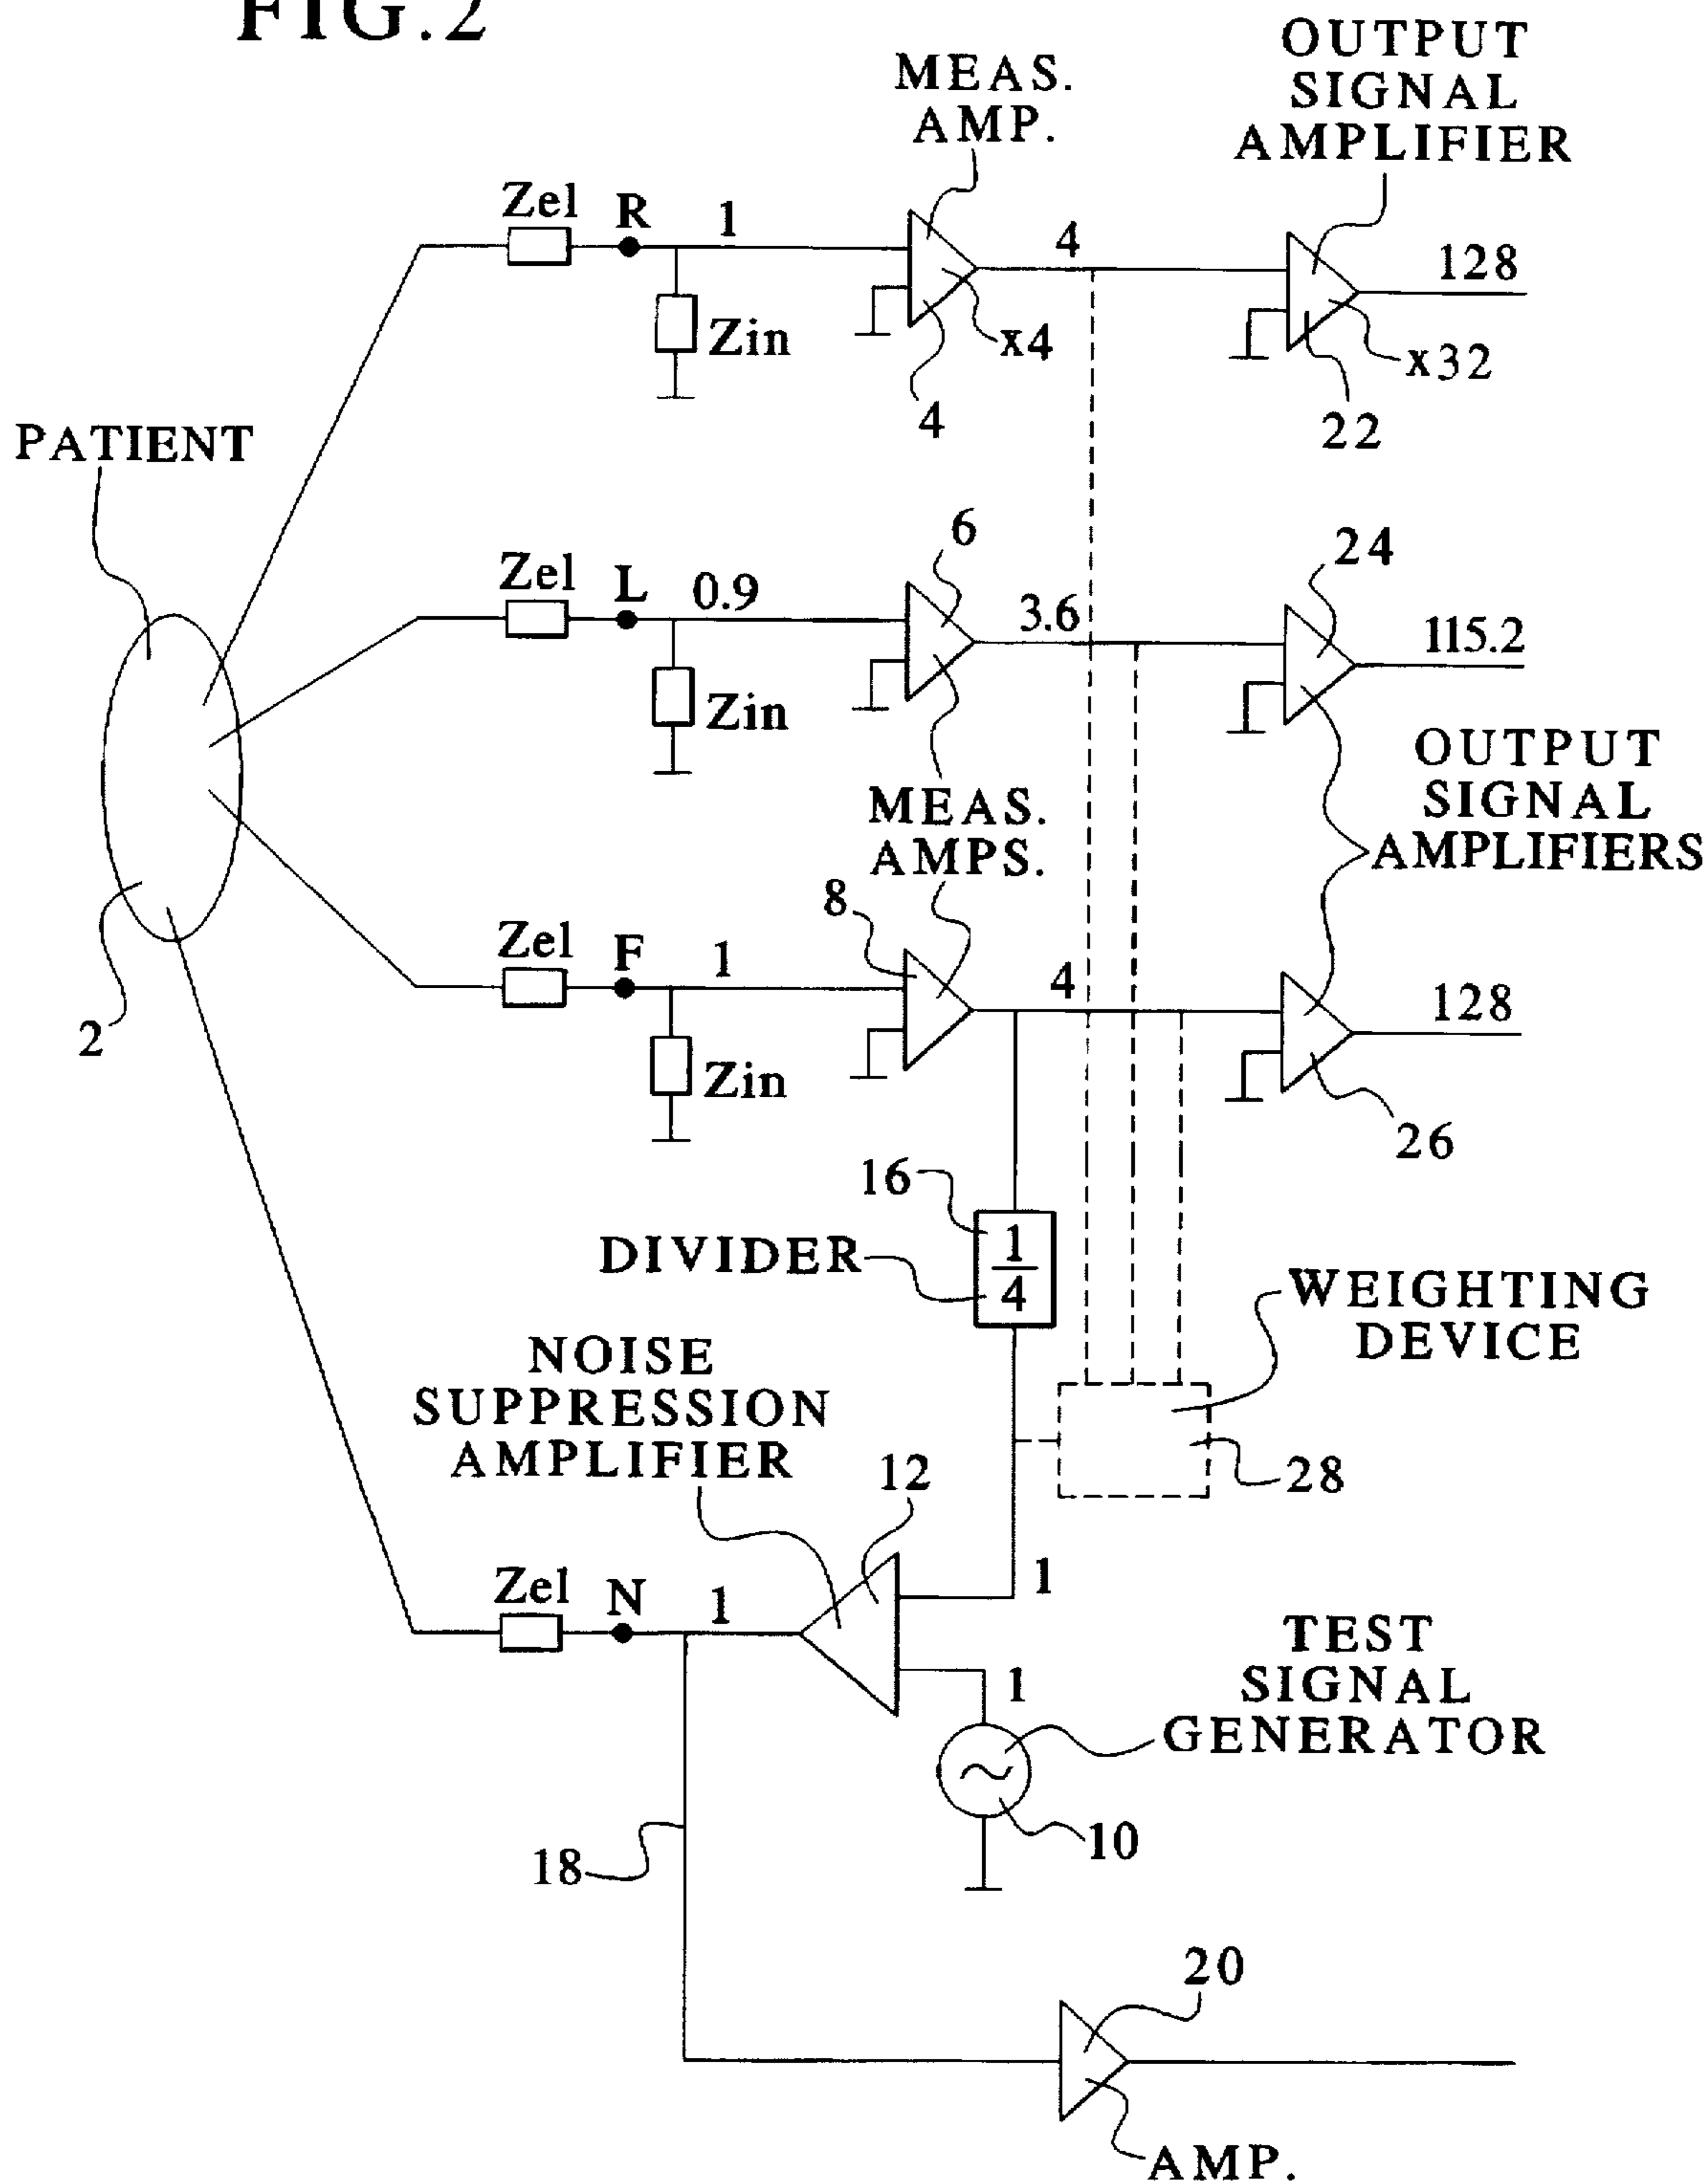 FIG.2
OUTPUT
SIGNAL
AMPLIFIER
MEAS.
AMP.
Zel R 1
4
128
Zin
x4
x32
4
22
PATIENT
6
24
Zel L 0.9
3.6
115.2
Zin
OUTPUT
SIGNAL
AMPLIFIERS
MEAS.
AMPS.
8
Zel F 1
4
128
2
Zin
26
16
1
4
DIVIDER
WEIGHTING
DEVICE
NOISE
SUPPRESSION
AMPLIFIER
12
28
1
Zel N 1
TEST
SIGNAL
GENERATOR
1
10
18
20
AMP.